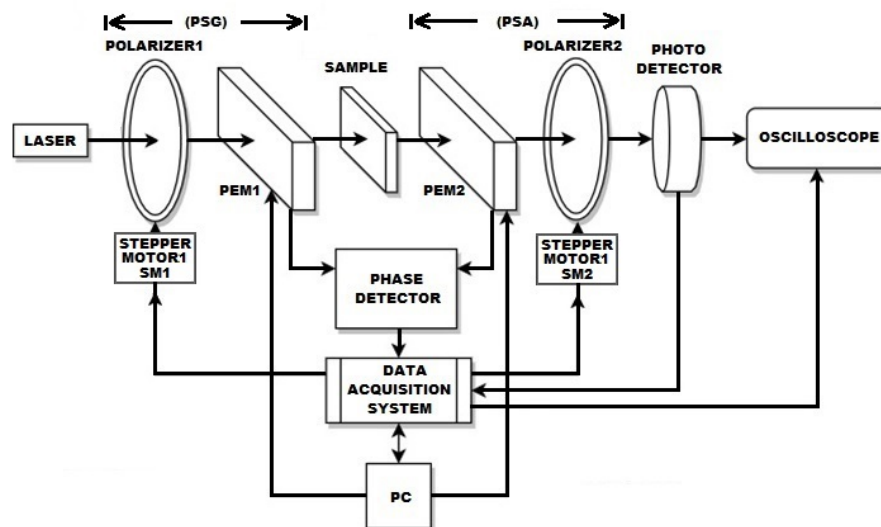 (PSG)
(PSA)
POLARIZER1
POLARIZER2
PHOTO
DETECTOR
SAMPLE
LASER
OSCILLOSCOPE
PEM1
PEM2
STEPPER
MOTOR1
SM1
STEPPER
MOTOR1
SM2
PHASE
DETECTOR
DATA
ACQUISITION
SYSTEM
PC